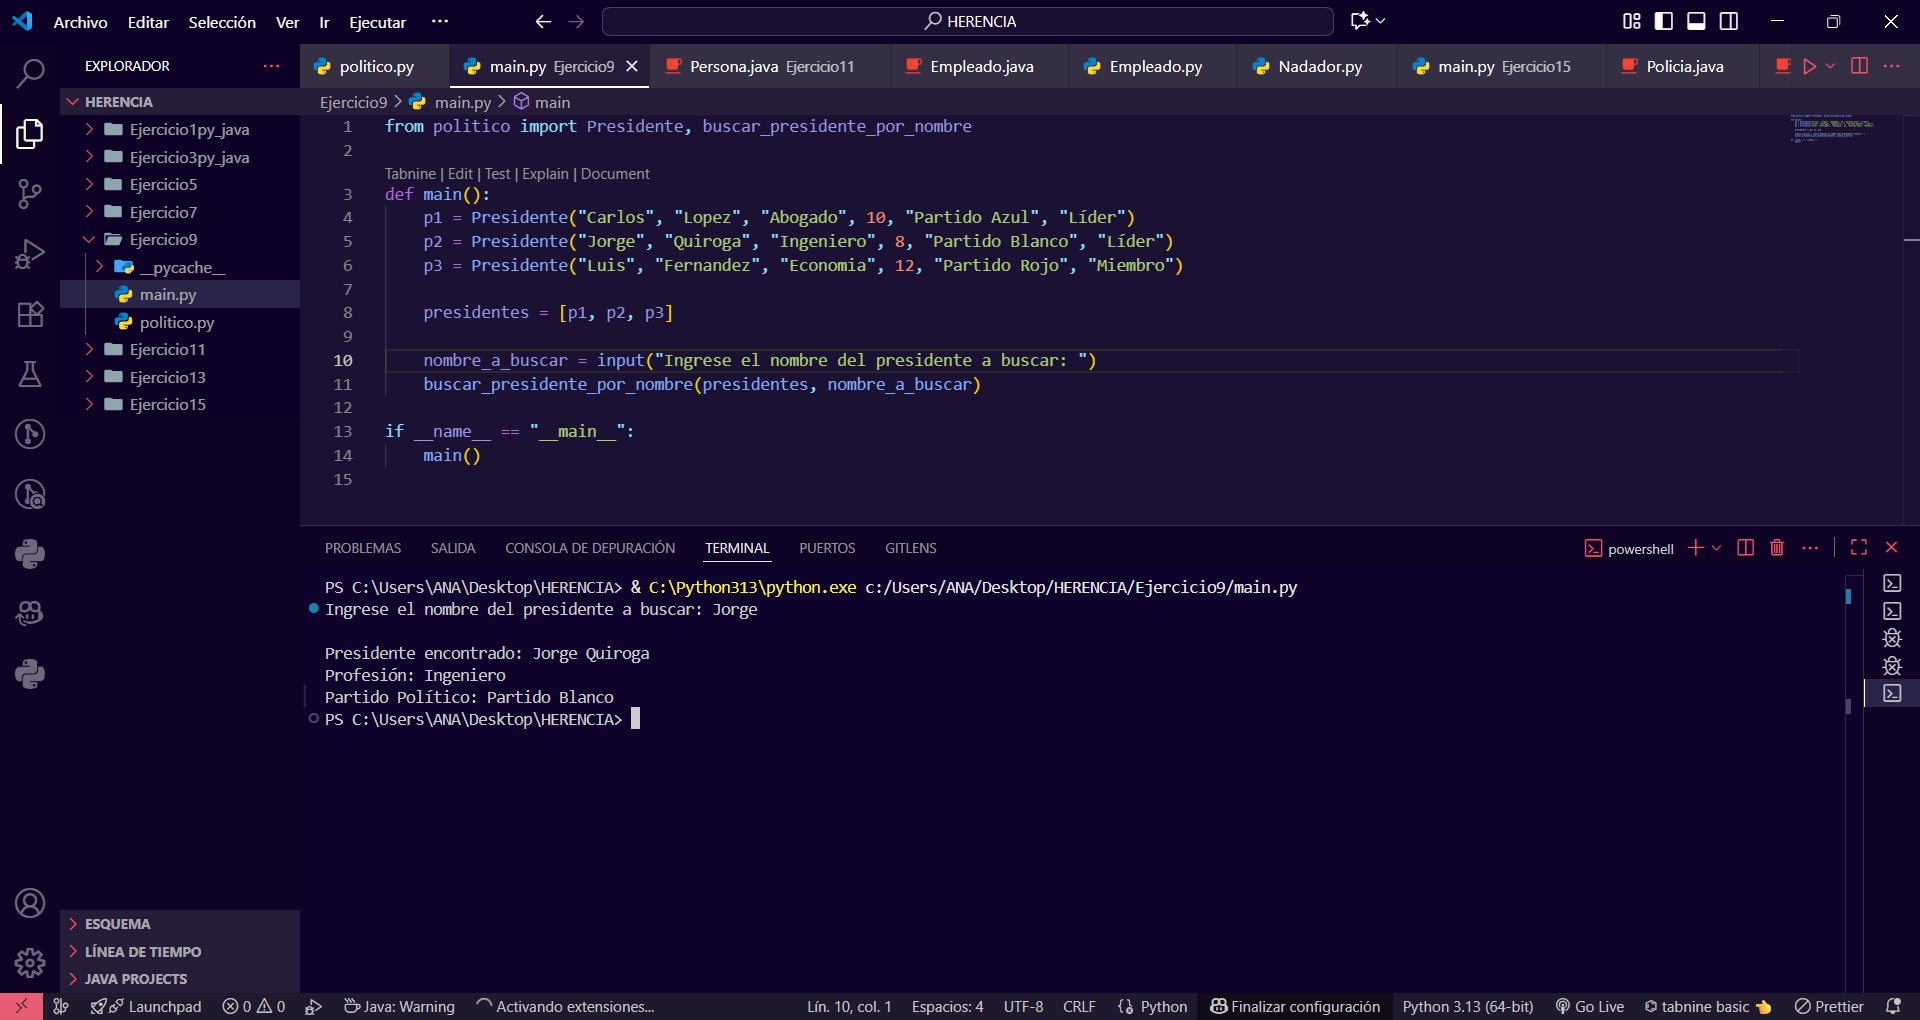 Archivo Editar Selección Ver Ir Ejecutar ··· HERENCIA
EXPLORADOR ···
HERENCIA
Ejercicio1py_java
Ejercicio3py_java
Ejercicio5
Ejercicio7
Ejercicio9
__pycache__
main.py
politico.py
Ejercicio11
Ejercicio13
Ejercicio15
ESQUEMA
LÍNEA DE TIEMPO
JAVA PROJECTS
politico.py main.py Ejercicio9 Persona.java Ejercicio11 Empleado.java Empleado.py Nadador.py main.py Ejercicio15 Policia.java
Ejercicio9 > main.py > main
1 from politico import Presidente, buscar_presidente_por_nombre
2
Tabnine | Edit | Test | Explain | Document
3 def main():
4 p1 = Presidente("Carlos", "Lopez", "Abogado", 10, "Partido Azul", "Líder")
5 p2 = Presidente("Jorge", "Quiroga", "Ingeniero", 8, "Partido Blanco", "Líder")
6 p3 = Presidente("Luis", "Fernandez", "Economia", 12, "Partido Rojo", "Miembro")
7
8 presidentes = [p1, p2, p3]
9
10 nombre_a_buscar = input("Ingrese el nombre del presidente a buscar: ")
11 buscar_presidente_por_nombre(presidentes, nombre_a_buscar)
12
13 if __name__ == "__main__":
14 main()
15
PROBLEMAS SALIDA CONSOLA DE DEPURACIÓN TERMINAL PUERTOS GITLENS powershell
PS C:\Users\ANA\Desktop\HERENCIA> & C:\Python313\python.exe c:/Users/ANA/Desktop/HERENCIA/Ejercicio9/main.py
Ingrese el nombre del presidente a buscar: Jorge
Presidente encontrado: Jorge Quiroga
Profesión: Ingeniero
Partido Político: Partido Blanco
PS C:\Users\ANA\Desktop\HERENCIA>
Launchpad 0 0 Java: Warning Activando extensiones... Lín. 10, col. 1 Espacios: 4 UTF-8 CRLF Python Finalizar configuración Python 3.13 (64-bit) Go Live tabnine basic Prettier